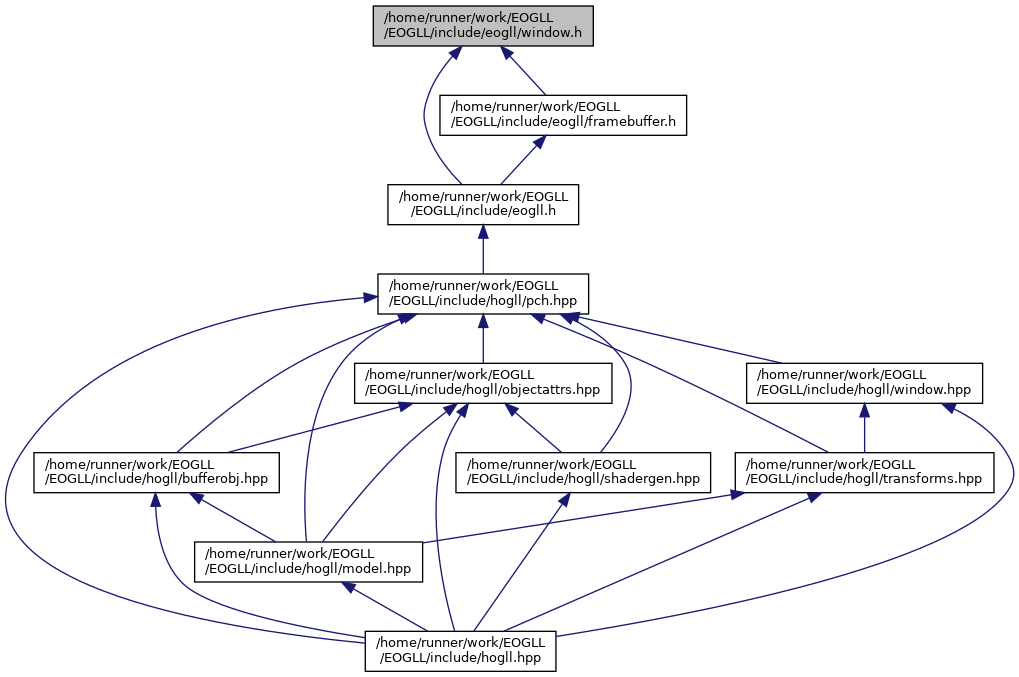 /home/runner/work/EOGLL
/EOGLL/include/eogll/window.h
/home/runner/work/EOGLL
/EOGLL/include/eogll/framebuffer.h
/home/runner/work/EOGLL
/EOGLL/include/eogll.h
/home/runner/work/EOGLL
/EOGLL/include/hogll/pch.hpp
/home/runner/work/EOGLL
/EOGLL/include/hogll/objectattrs.hpp
/home/runner/work/EOGLL
/EOGLL/include/hogll/window.hpp
/home/runner/work/EOGLL
/EOGLL/include/hogll/bufferobj.hpp
/home/runner/work/EOGLL
/EOGLL/include/hogll/shadergen.hpp
/home/runner/work/EOGLL
/EOGLL/include/hogll/transforms.hpp
/home/runner/work/EOGLL
/EOGLL/include/hogll/model.hpp
/home/runner/work/EOGLL
/EOGLL/include/hogll.hpp